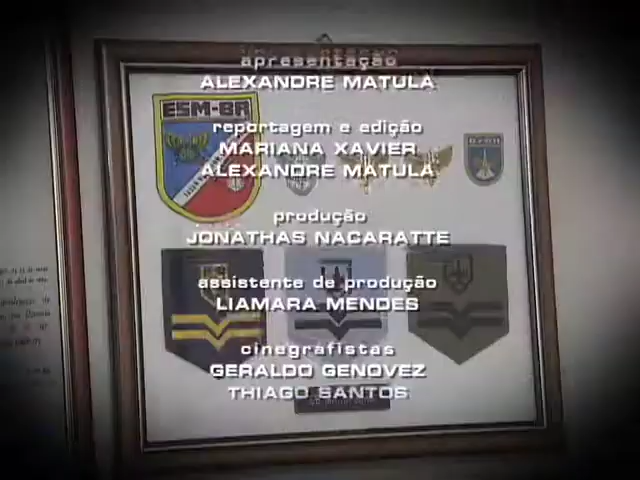 apresentação
ALEXANDRE MATULA
reportagem e edição
MARIANA XAVIER
ALEXANDRE MATULA
produção
JONATHAS NACARATTE
assistente de produção
LIAMARA MENDES
cinegrafistas
GERALDO GENOVEZ
THIAGO SANTOS
ESM-BR